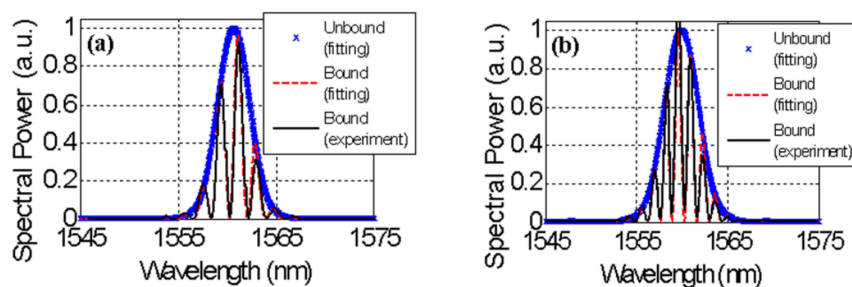 (a)
Spectral Power (a.u.)
1
0.8
0.6
0.4
0.2
0
1545
1555
1565
1575
Wavelength (nm)
× Unbound
(fitting)
Bound
(fitting)
Bound
(experiment)
(b)
Spectral Power (a.u.)
1
0.8
0.6
0.4
0.2
0
1545
1555
1565
1575
Wavelength (nm)
× Unbound
(fitting)
Bound
(fitting)
Bound
(experiment)